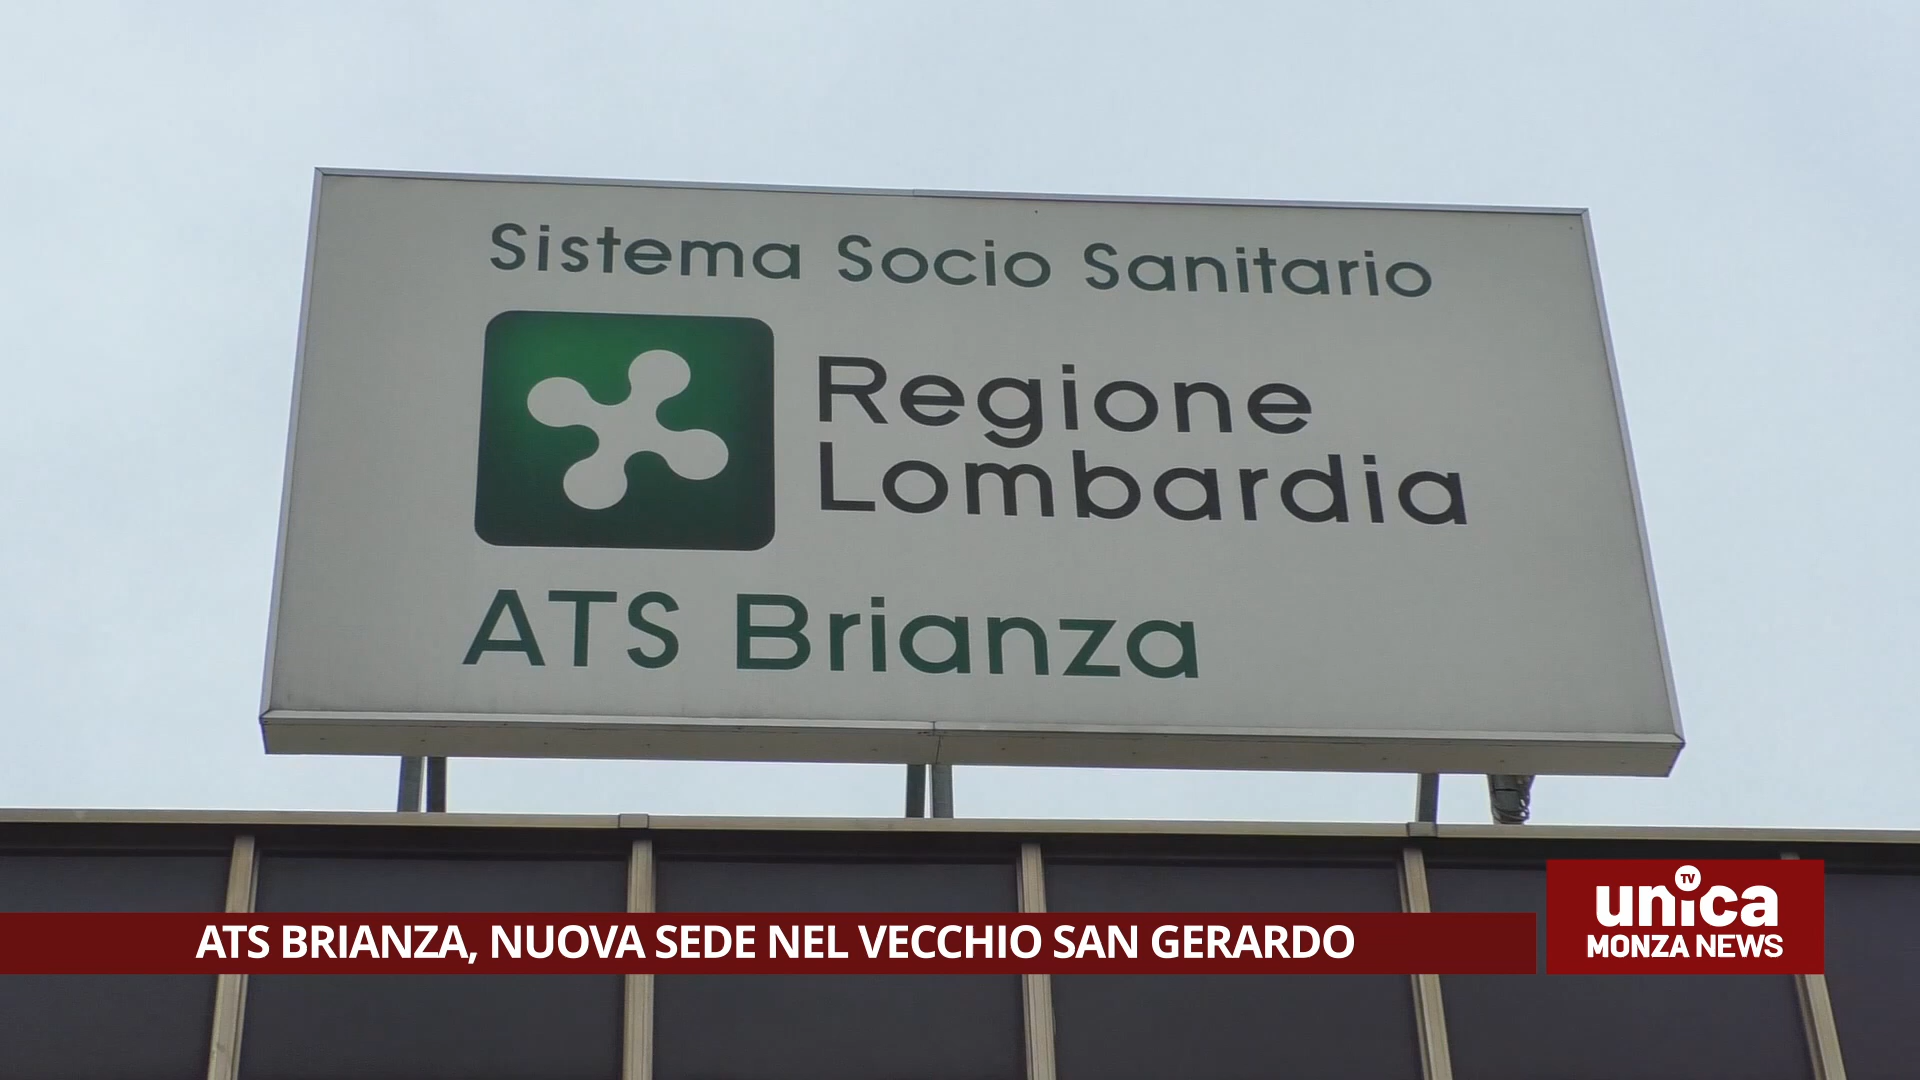 Sistema Socio Sanitario
Regione
Lombardia
ATS Brianza
ATS BRIANZA, NUOVA SEDE NEL VECCHIO SAN GERARDO
TV
unica
MONZA NEWS